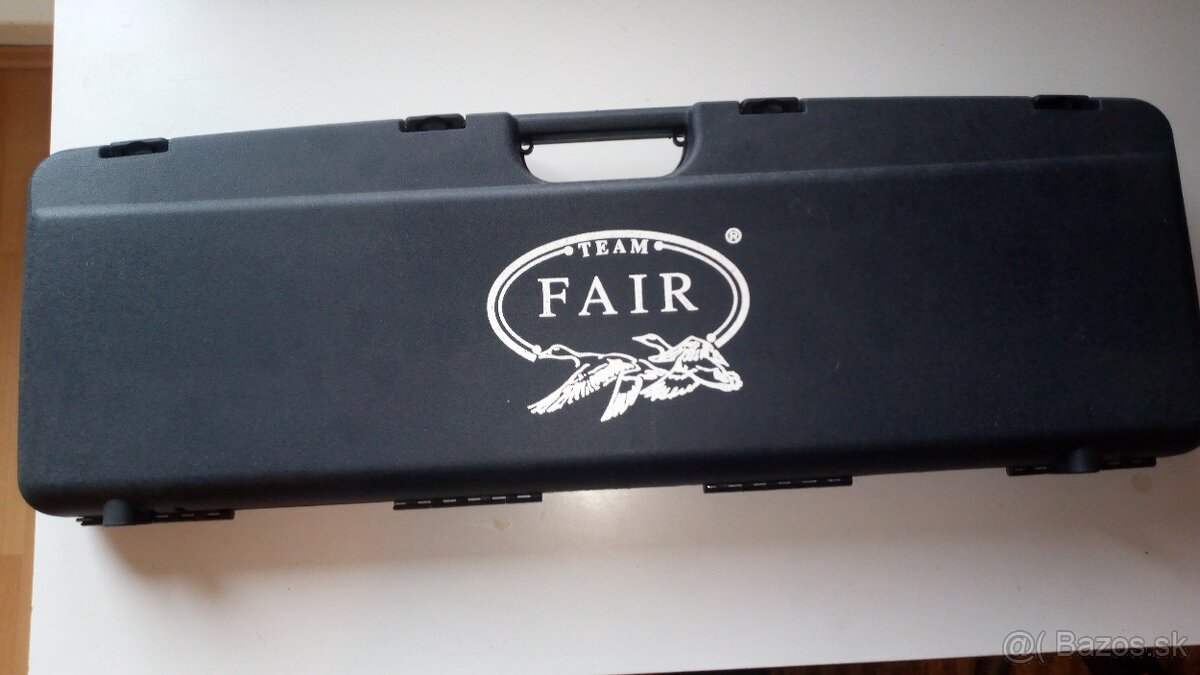 TEAM
FAIR
®
@( Bazos.sk